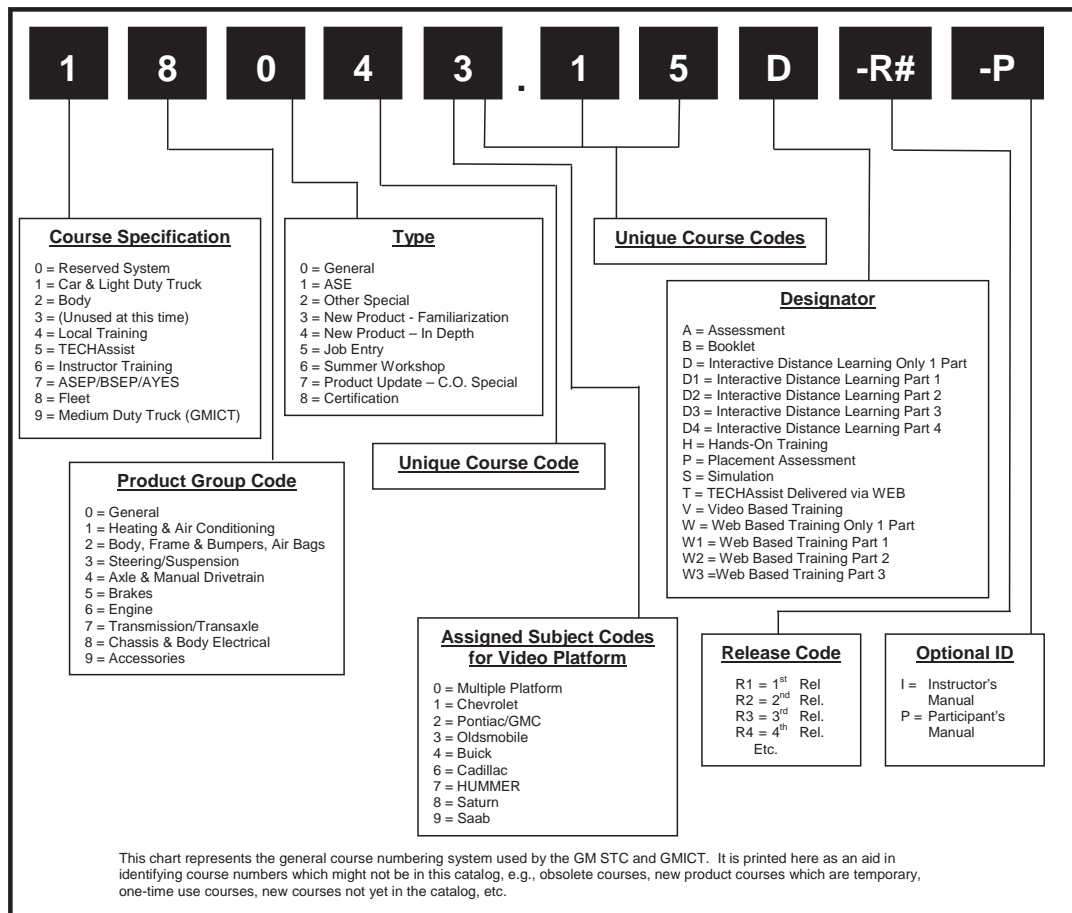 1 8 0 4 3 . 1 5 D -R# -P
Course Specification
0 = Reserved System
1 = Car & Light Duty Truck
2 = Body
3 = (Unused at this time)
4 = Local Training
5 = TECHAssist
6 = Instructor Training
7 = ASEP/BSEP/AYES
8 = Fleet
9 = Medium Duty Truck (GMICT)
Type
0 = General
1 = ASE
2 = Other Special
3 = New Product - Familiarization
4 = New Product – In Depth
5 = Job Entry
6 = Summer Workshop
7 = Product Update – C.O. Special
8 = Certification
Unique Course Codes
Designator
A = Assessment
B = Booklet
D = Interactive Distance Learning Only 1 Part
D1 = Interactive Distance Learning Part 1
D2 = Interactive Distance Learning Part 2
D3 = Interactive Distance Learning Part 3
D4 = Interactive Distance Learning Part 4
H = Hands-On Training
P = Placement Assessment
S = Simulation
T = TECHAssist Delivered via WEB
V = Video Based Training
W = Web Based Training Only 1 Part
W1 = Web Based Training Part 1
W2 = Web Based Training Part 2
W3 =Web Based Training Part 3
Unique Course Code
Product Group Code
0 = General
1 = Heating & Air Conditioning
2 = Body, Frame & Bumpers, Air Bags
3 = Steering/Suspension
4 = Axle & Manual Drivetrain
5 = Brakes
6 = Engine
7 = Transmission/Transaxle
8 = Chassis & Body Electrical
9 = Accessories
Assigned Subject Codes
for Video Platform
0 = Multiple Platform
1 = Chevrolet
2 = Pontiac/GMC
3 = Oldsmobile
4 = Buick
6 = Cadillac
7 = HUMMER
8 = Saturn
9 = Saab
Release Code
R1 = 1st Rel
R2 = 2nd Rel.
R3 = 3rd Rel.
R4 = 4th Rel.
Etc.
Optional ID
I = Instructor's
Manual
P = Participant's
Manual
This chart represents the general course numbering system used by the GM STC and GMICT. It is printed here as an aid in
identifying course numbers which might not be in this catalog, e.g., obsolete courses, new product courses which are temporary,
one-time use courses, new courses not yet in the catalog, etc.